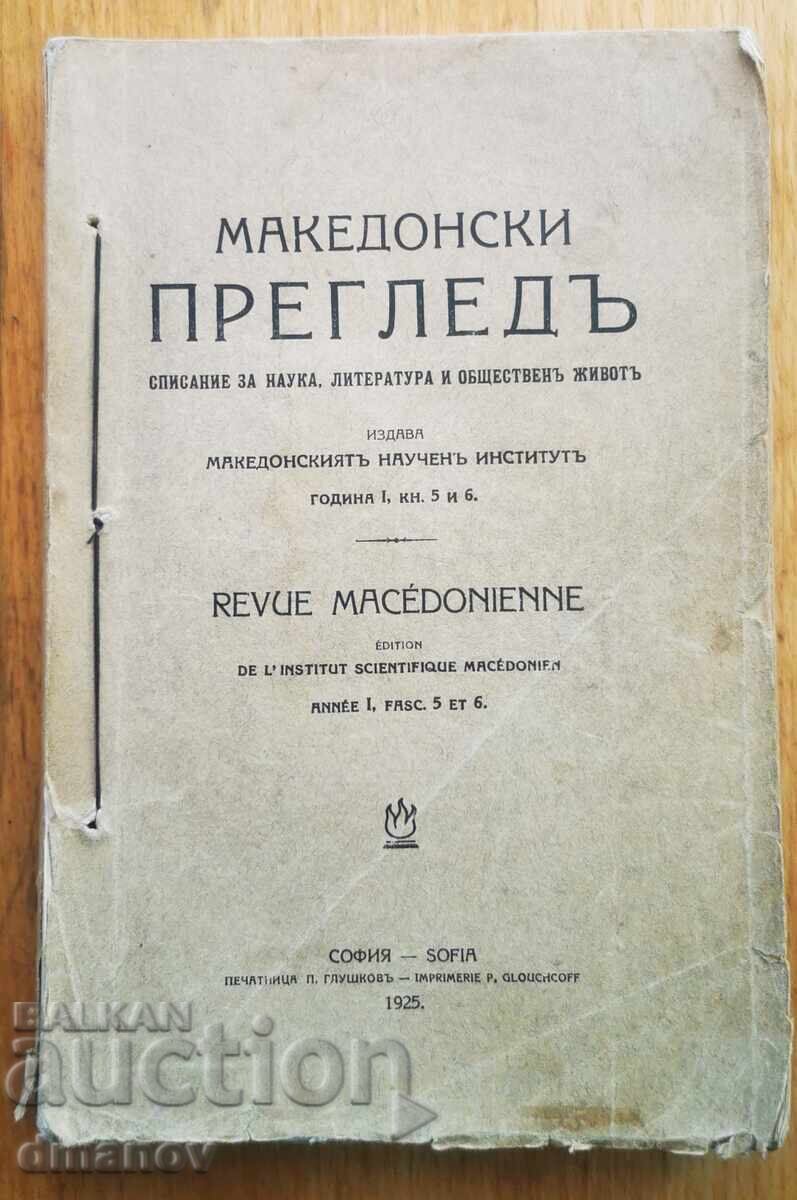 МАКЕДОНСКИ
ПРЕГЛЕДЪ
СПИСАНИЕ ЗА НАУКА, ЛИТЕРАТУРА И ОБЩЕСТВЕНЪ ЖИВОТЪ
ИЗДАВА
МАКЕДОНСКИЯТЪ НАУЧЕНЪ ИНСТИТУТЪ
ГОДИНА I, КН. 5 И 6.
REVUE MACÉDONIENNE
ÉDITION
DE L'INSTITUT SCIENTIFIQUE MACÉDONIEN
ANNÉE I, FASC. 5 ET 6.
СОФИЯ — SOFIA
ПЕЧАТНИЦА П. ГЛУШКОВЪ — IMPRIMERIE P. GLOUCHCOFF
1925.
BALKAN
auction
dmanov